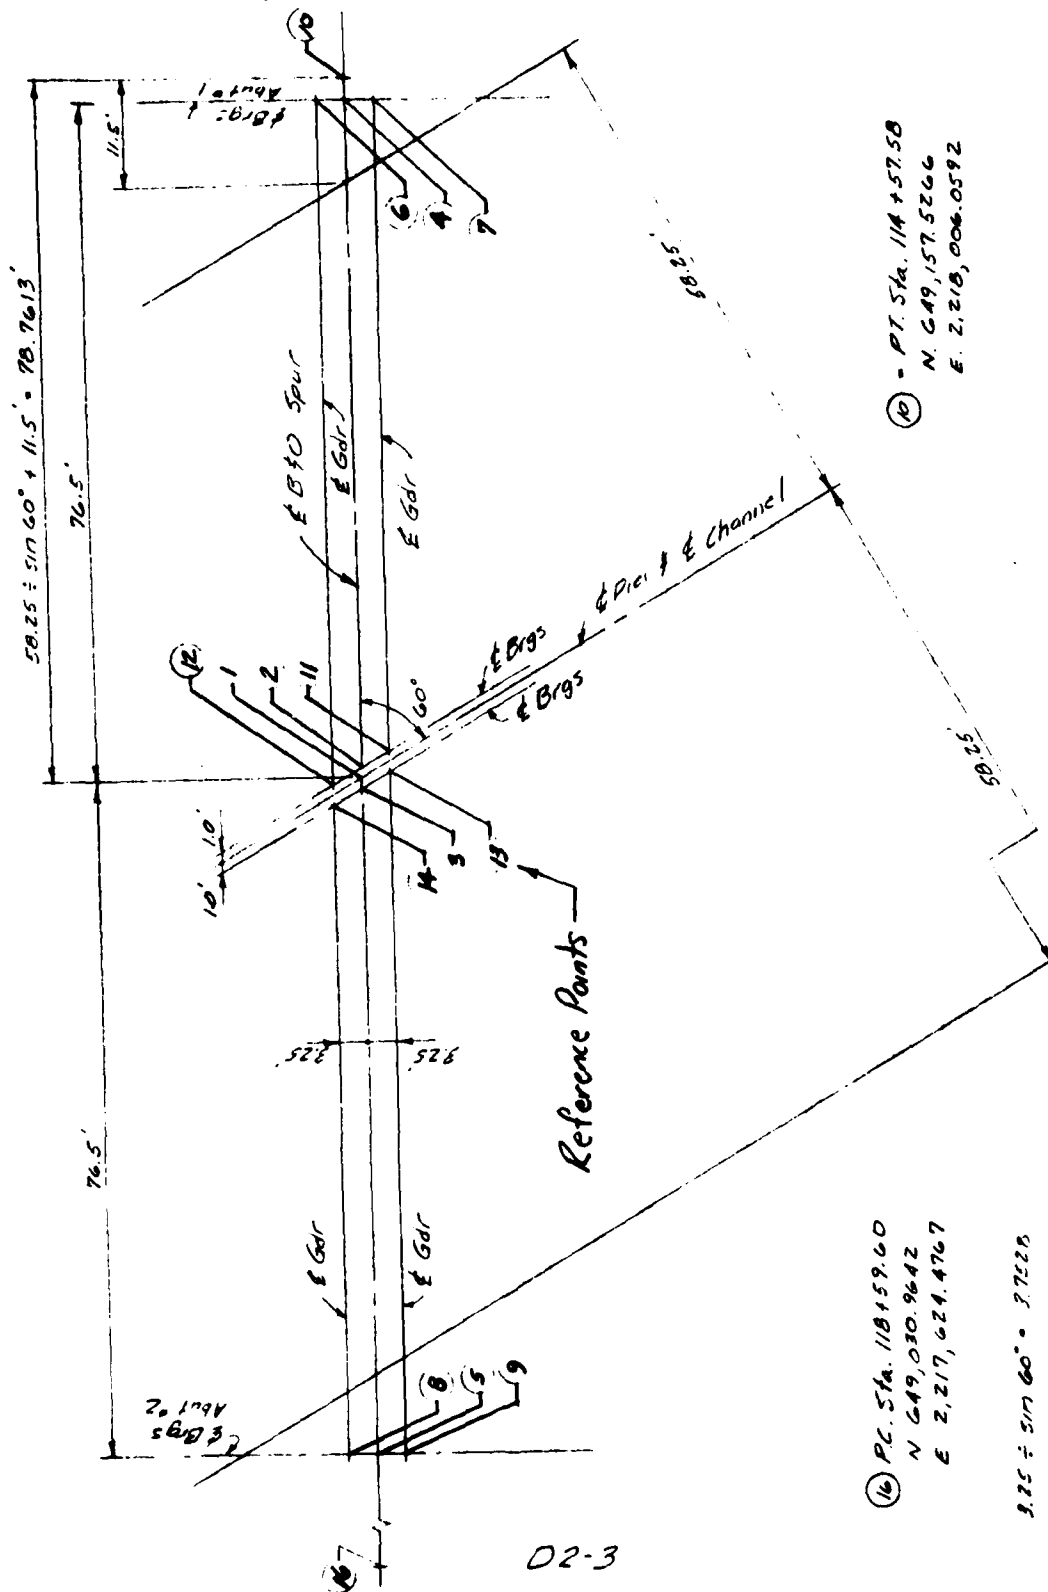 58.25 ÷ sin 60° + 11.5' = 78.7613'
76.5'
76.5'
11.5'
℄ Brgs
Abut #1
℄ Brgs
Abut #2
10
6
4
7
℄ B&O Spur
℄ Gdr
℄ Gdr
12
1
2
11
60°
1.0'
1.0'
14
3
13
℄ Brgs
℄ Brgs
℄ Pier & ℄ Channel
58.25'
58.25'
Reference Points
3.25'
3.25'
℄ Gdr
℄ Gdr
8
5
9
16
10 - P.T. Sta. 114+57.58
N. 649,157.5266
E. 2,218,006.0592
16 P.C. Sta. 118+59.60
N 649,030.9642
E 2,217,624.4767
3.25 ÷ sin 60° = 3.7528
D2-3